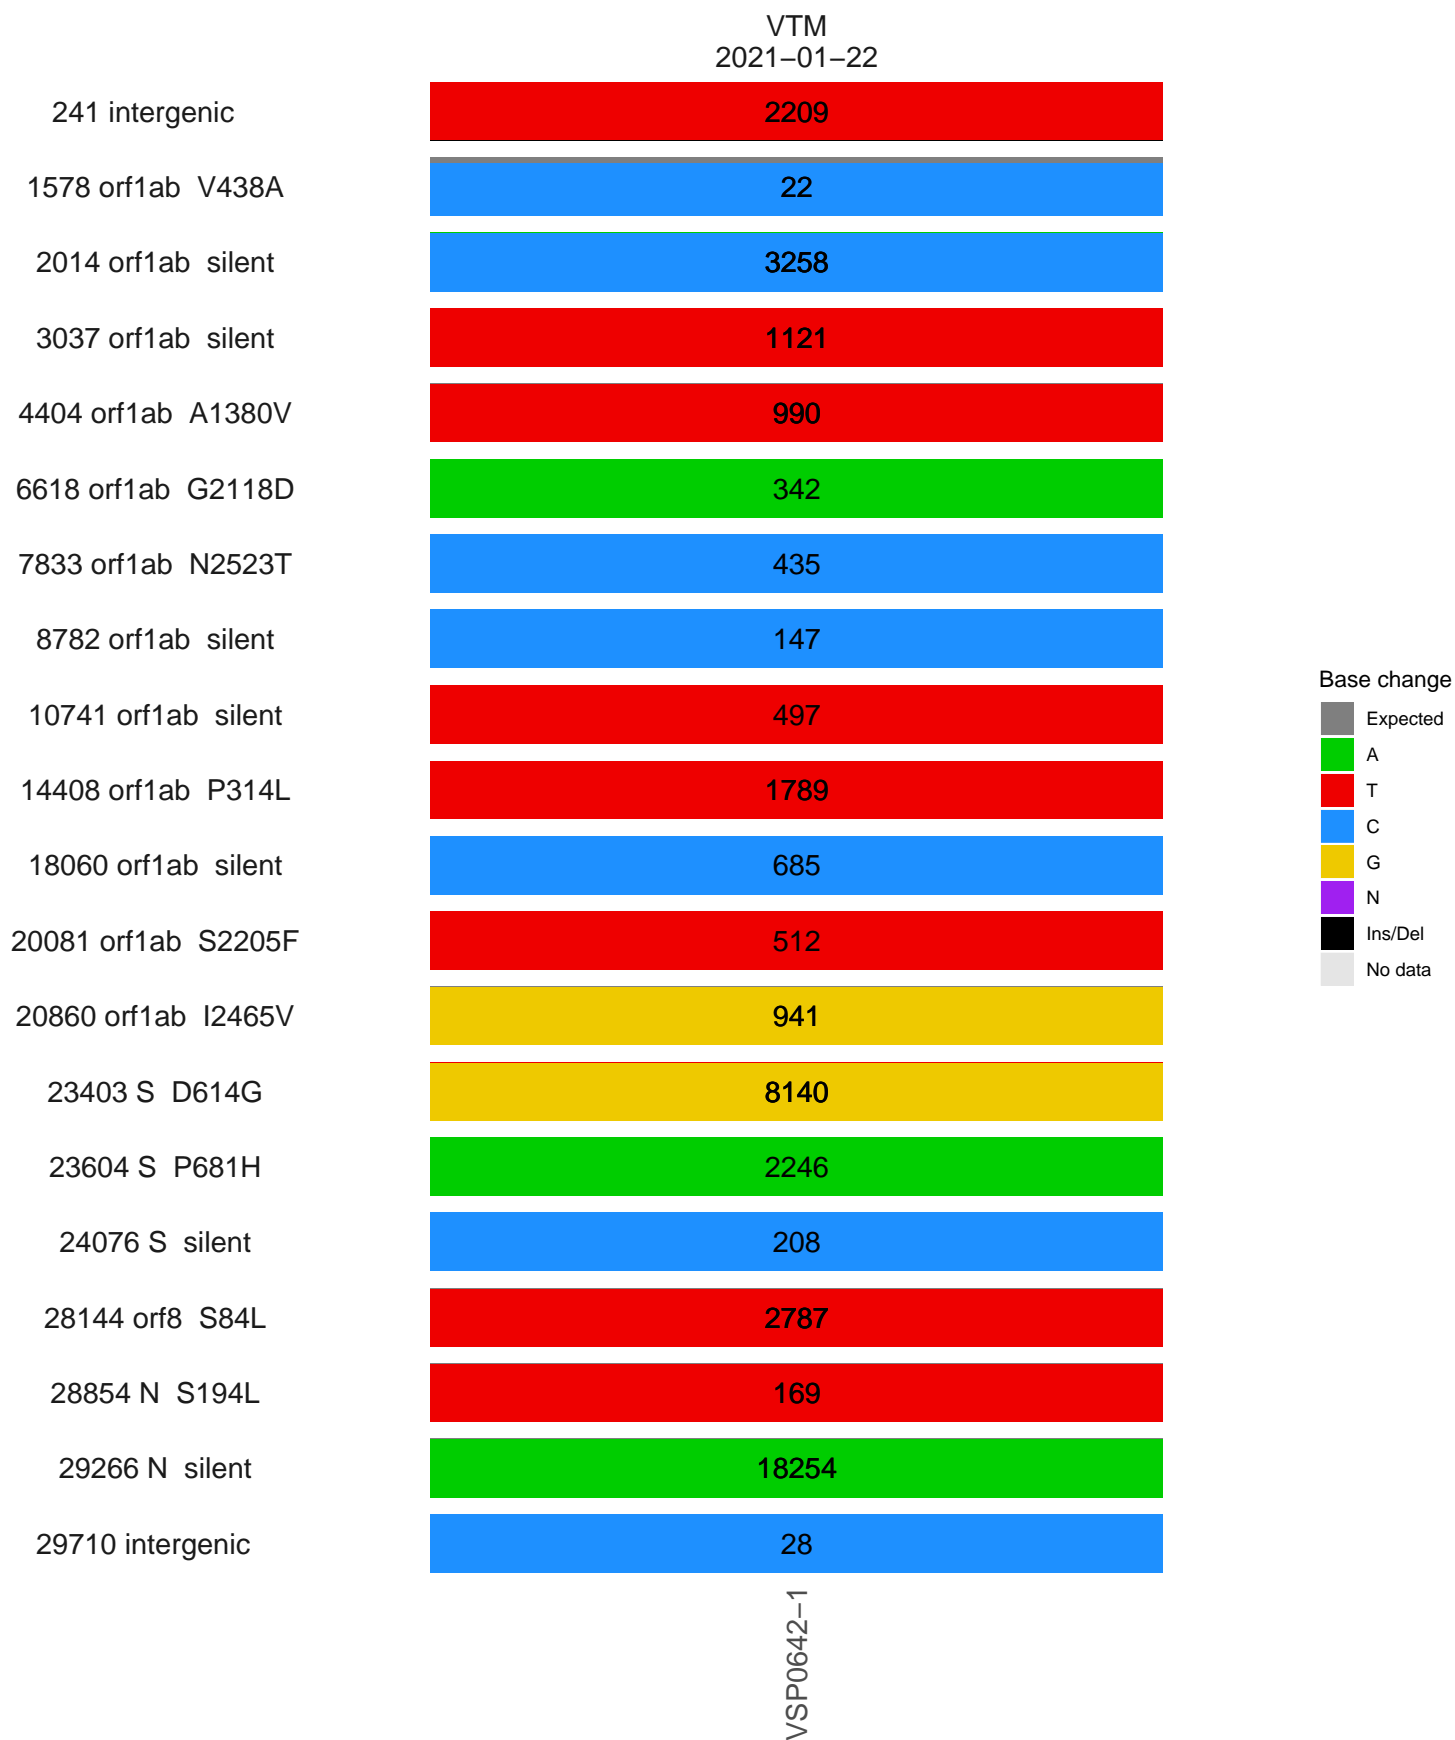 VTM
2021−01−22
241 intergenic 2209
1578 orf1ab V438A 22
2014 orf1ab silent 3258
3037 orf1ab silent 1121
4404 orf1ab A1380V 990
6618 orf1ab G2118D 342
7833 orf1ab N2523T 435
8782 orf1ab silent 147
10741 orf1ab silent 497
14408 orf1ab P314L 1789
18060 orf1ab silent 685
20081 orf1ab S2205F 512
20860 orf1ab I2465V 941
23403 S D614G 8140
23604 S P681H 2246
24076 S silent 208
28144 orf8 S84L 2787
28854 N S194L 169
29266 N silent 18254
29710 intergenic 28
VSP0642−1
Base change
Expected
A
T
C
G
N
Ins/Del
No data